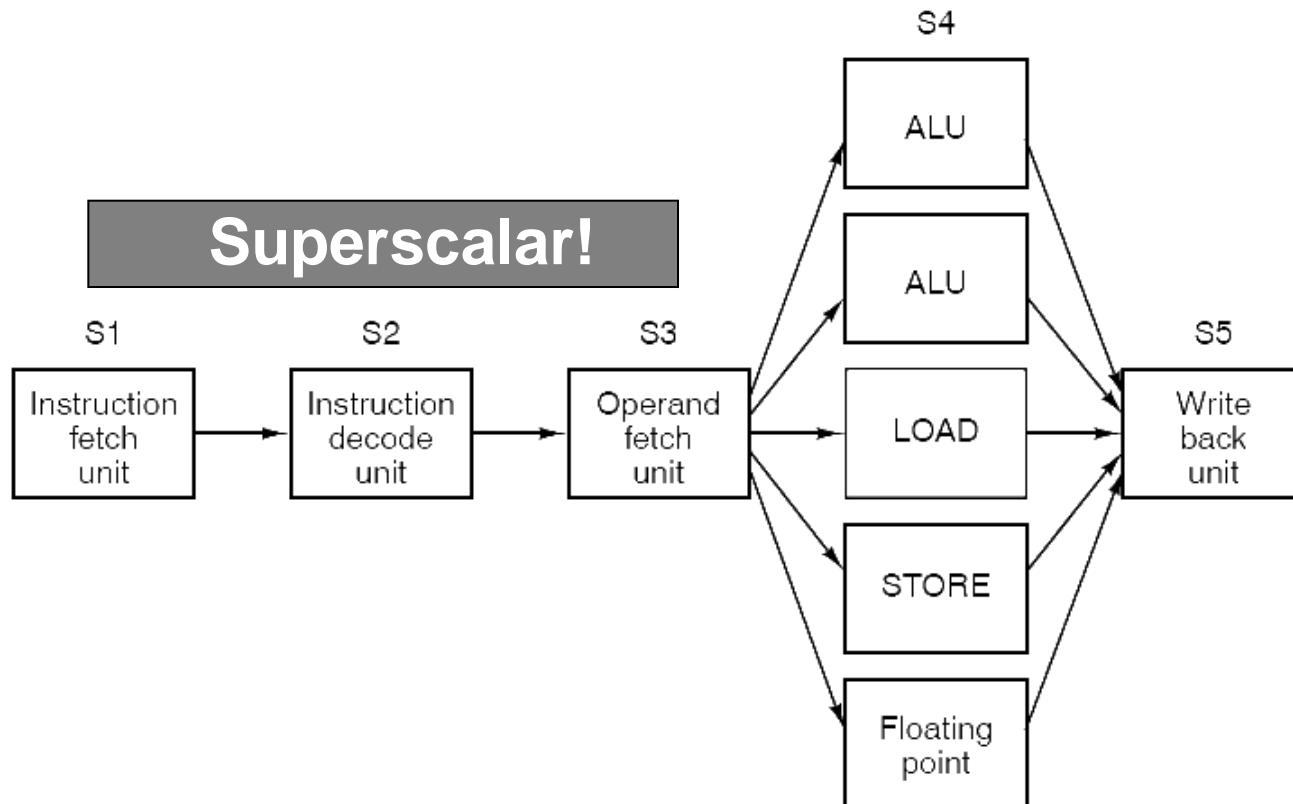 S4
ALU
Superscalar!
ALU
S1
S2
S3
S5
Instruction
fetch
unit
Instruction
decode
unit
Operand
fetch
unit
LOAD
Write
back
unit
STORE
Floating
point